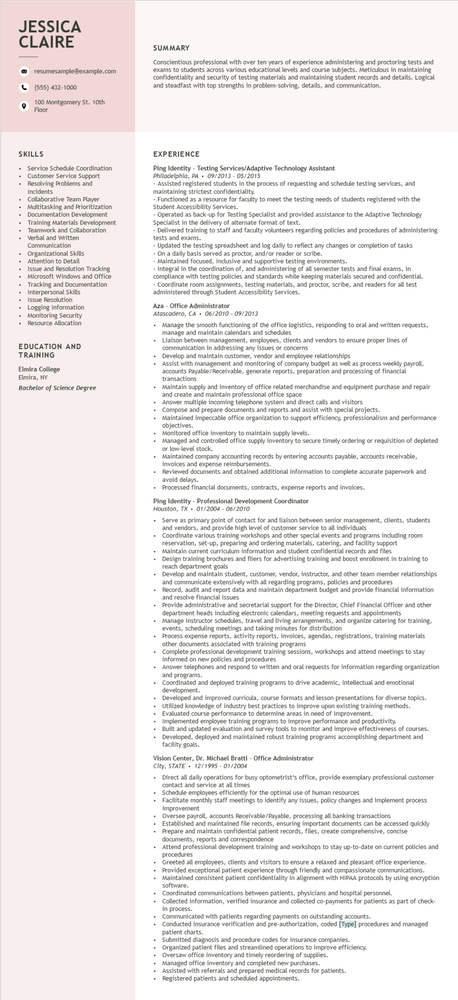 JESSICA
CLAIRE
resumesample@example.com
(555) 432-1000
100 Montgomery St. 10th
Floor
SUMMARY
Conscientious professional with over ten years of experience administering and proctoring tests and
exams to students across various educational levels and course subjects. Meticulous in maintaining
confidentiality and security of testing materials and maintaining student records and details. Logical
and steadfast with top strengths in problem-solving, details, and communication.
SKILLS
• Service Schedule Coordination
• Customer Service Support
• Resolving Problems and
Incidents
• Collaborative Team Player
• Multitasking and Prioritization
• Documentation Development
• Training Materials Development
• Teamwork and Collaboration
• Verbal and Written
Communication
• Organizational Skills
• Attention to Detail
• Issue and Resolution Tracking
• Microsoft Windows and Office
• Tracking and Documentation
• Interpersonal Skills
• Issue Resolution
• Logging Information
• Monitoring Security
• Resource Allocation
EDUCATION AND
TRAINING
Elmira College
Elmira, NY
Bachelor of Science Degree
EXPERIENCE
Ping Identity - Testing Services/Adaptive Technology Assistant
Philadelphia, PA • 09/2013 - 05/2015
· Assisted registered students in the process of requesting and schedule testing services, and
maintaining strictest confidentiality.
· Functioned as a resource for faculty to meet the testing needs of students registered with the
Student Accessibility Services.
· Operated as back-up for Testing Specialist and provided assistance to the Adaptive Technology
Specialist in the delivery of alternate format of text.
· Delivered training to staff and faculty volunteers regarding policies and procedures of administering
tests and exams.
· Updated the testing spreadsheet and log daily to reflect any changes or completion of tasks
· On a daily basis served as proctor, and/or reader or scribe.
· Maintained focused, inclusive and supportive testing environments.
· Integral in the coordination of, and administering of all semester tests and final exams, in
compliance with testing policies and standards while keeping materials secured and confidential.
· Coordinate room assignments, testing materials, and proctor, scribe, and readers for all test
administered through Student Accessibility Services.
Aza - Office Administrator
Atascadero, CA • 06/2010 - 09/2013
• Manage the smooth functioning of the office logistics, responding to oral and written requests,
manage and maintain calendars and schedules
• Liaison between management, employees, clients and vendors to ensure proper lines of
communication in addressing any issues or concerns
• Develop and maintain customer, vendor and employee relationships
• Assist with management and monitoring of company budget as well as process weekly payroll,
accounts Payable/Receivable, generate reports, preparation and processing of financial
transactions
• Maintain supply and inventory of office related merchandise and equipment purchase and repair
and create and maintain professional office space
• Answer multiple incoming telephone system and direct calls and visitors
• Compose and prepare documents and reports and assist with special projects.
• Maintained impeccable office organization to support efficiency, professionalism and performance
objectives.
• Monitored office inventory to maintain supply levels.
• Managed and controlled office supply inventory to secure timely ordering or requisition of depleted
or low-level stock.
• Maintained company accounting records by entering accounts payable, accounts receivable,
invoices and expense reimbursements.
• Reviewed documents and obtained additional information to complete accurate paperwork and
avoid delays.
• Processed financial documents, contracts, expense reports and invoices.
Ping Identity - Professional Development Coordinator
Houston, TX • 01/2004 - 06/2010
• Serve as primary point of contact for and liaison between senior management, clients, students
and vendors, and provide high level of customer service to all individuals
• Coordinate various training workshops and other special events and programs including room
reservation, set-up, preparing and ordering materials, catering, and facility support
• Maintain current curriculum information and student confidential records and files
• Design training brochures and fliers for advertising training and boost enrollment in training to
reach department goals
• Develop and maintain student, customer, vendor, instructor, and other team member relationships
and communicate extensively with all regarding programs, policies and procedures
• Record, audit and report data and maintain department budget and provide financial information
and resolve financial issues
• Provide administrative and secretarial support for the Director, Chief Financial Officer and other
department heads including electronic calendars, meeting requests and appointments
• Manage instructor schedules, travel and living arrangements, and organize catering for training,
events, scheduling meetings and taking minutes for distribution
• Process expense reports, activity reports, invoices, agendas, registrations, training materials
other documents associated with training programs
• Complete professional development training sessions, workshops and attend meetings to stay
informed on new policies and procedures
• Answer telephones and respond to written and oral requests for information regarding organization
and programs.
• Coordinated and deployed training programs to drive academic, intellectual and emotional
development.
• Developed and improved curricula, course formats and lesson presentations for diverse topics.
• Utilized knowledge of industry best practices to improve upon existing training methods.
• Evaluated course performance to determine areas in need of improvement.
• Implemented employee training programs to improve performance and productivity.
• Built and updated evaluation and survey tools to monitor and improve effectiveness of courses.
• Developed, deployed and maintained robust training programs accomplishing department and
facility goals.
Vision Center, Dr. Michael Bratti - Office Administrator
City, STATE • 12/1995 - 01/2004
• Direct all daily operations for busy optometrist's office, provide exemplary professional customer
contact and service at all times
• Schedule employees efficiently for the optimal use of human resources
• Facilitate monthly staff meetings to identify any issues, policy changes and implement process
improvement
• Oversee payroll, accounts Receivable/Payable, processing all banking transactions
• Established and maintained file records, ensuring important documents can be accessed quickly
• Prepare and maintain confidential patient records, files, create comprehensive, concise
documents, reports and correspondence
• Attend professional development training and workshops to stay up-to-date on current policies and
procedures
• Greeted all employees, clients and visitors to ensure a relaxed and pleasant office experience.
• Provided exceptional patient experience through friendly and compassionate communications.
• Maintained consistent patient confidentiality in alignment with HIPAA protocols by using encryption
software.
• Coordinated communications between patients, physicians and hospital personnel.
• Collected information, verified insurance and collected co-payments for patients as part of check-
in process.
• Communicated with patients regarding payments on outstanding accounts.
• Conducted insurance verification and pre-authorization, coded [Type] procedures and managed
patient charts.
• Submitted diagnosis and procedure codes for insurance companies.
• Organized patient files and streamlined operations to improve efficiency.
• Oversaw office inventory and timely reordering of supplies.
• Managed office inventory and completed new purchases.
• Assisted with referrals and prepared medical records for patients.
• Registered patients and scheduled appointments.